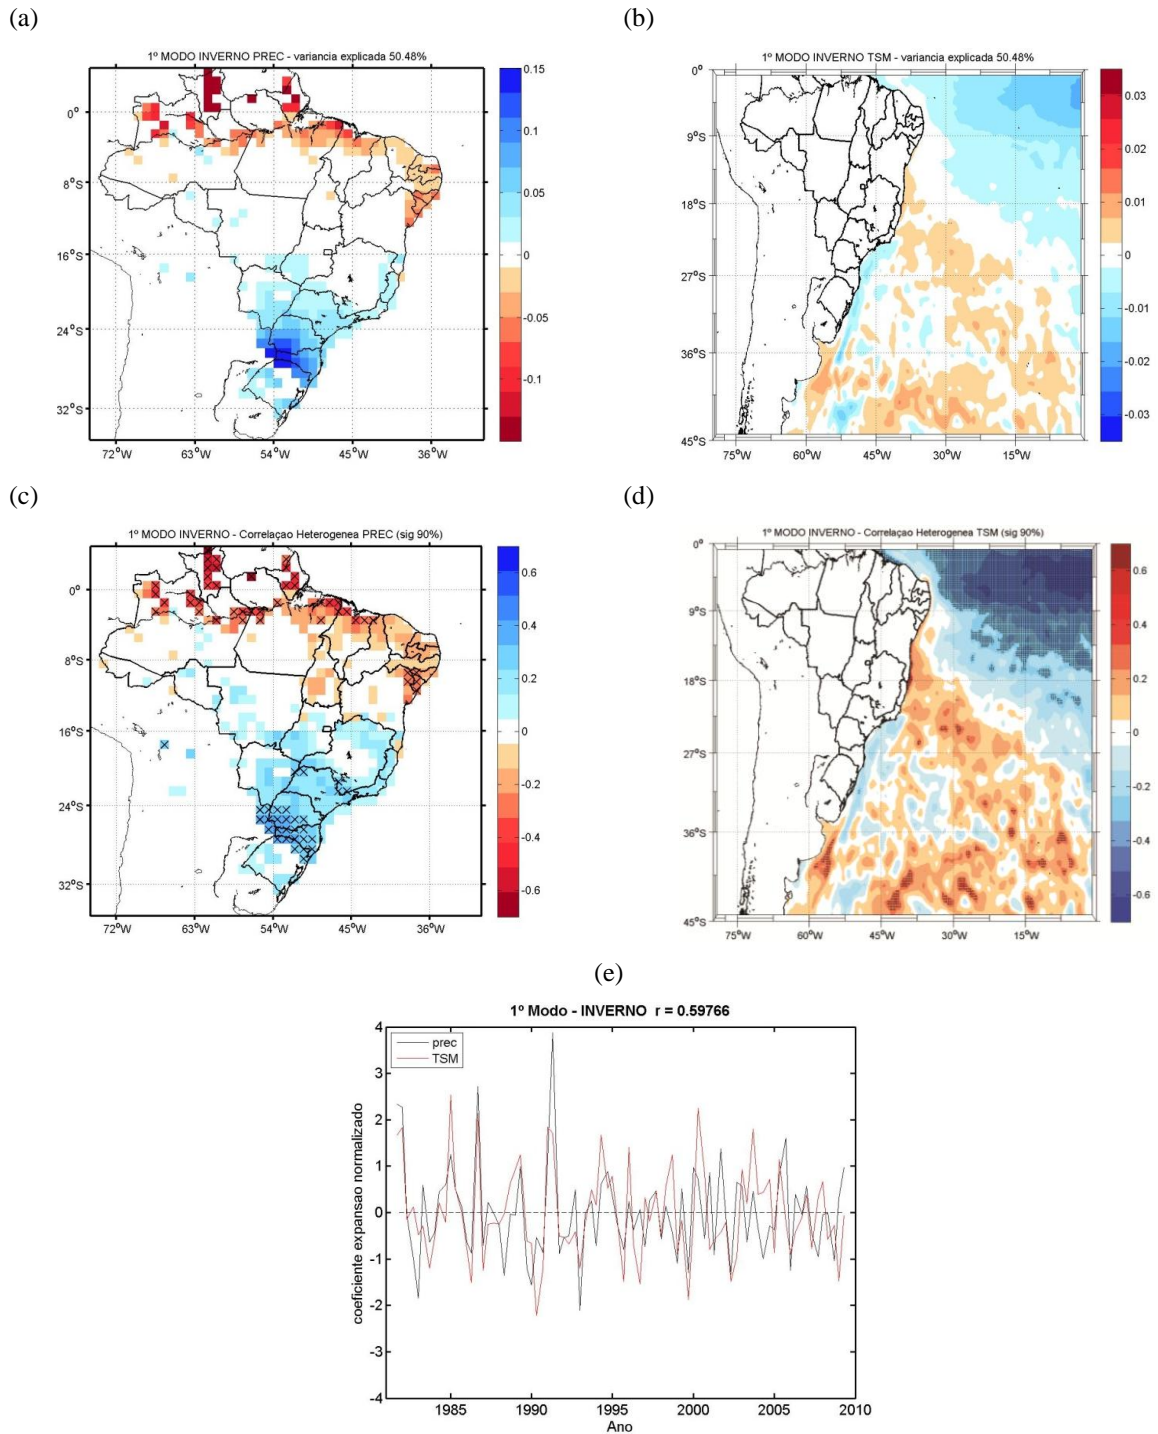 (a)
(b)
1º MODO INVERNO PREC - variancia explicada 50.48%
0.15
0.1
0.05
0
-0.05
-0.1
0°
8°S
16°S
24°S
32°S
72°W
63°W
54°W
45°W
36°W
1º MODO INVERNO TSM - variancia explicada 50.48%
0.03
0.02
0.01
0
-0.01
-0.02
-0.03
0°
9°S
18°S
27°S
36°S
45°S
75°W
60°W
45°W
30°W
15°W
(c)
(d)
1º MODO INVERNO - Correlaçao Heterogenea PREC (sig 90%)
0.6
0.4
0.2
0
-0.2
-0.4
-0.6
0°
8°S
16°S
24°S
32°S
72°W
63°W
54°W
45°W
36°W
1º MODO INVERNO - Correlaçao Heterogenea TSM (sig 90%)
0.6
0.4
0.2
0
-0.2
-0.4
-0.6
0°
9°S
18°S
27°S
36°S
45°S
75°W
60°W
45°W
30°W
15°W
(e)
1º Modo - INVERNO r = 0.59766
prec
TSM
coeficiente expansao normalizado
4
3
2
1
0
-1
-2
-3
-4
1985
1990
1995
2000
2005
2010
Ano